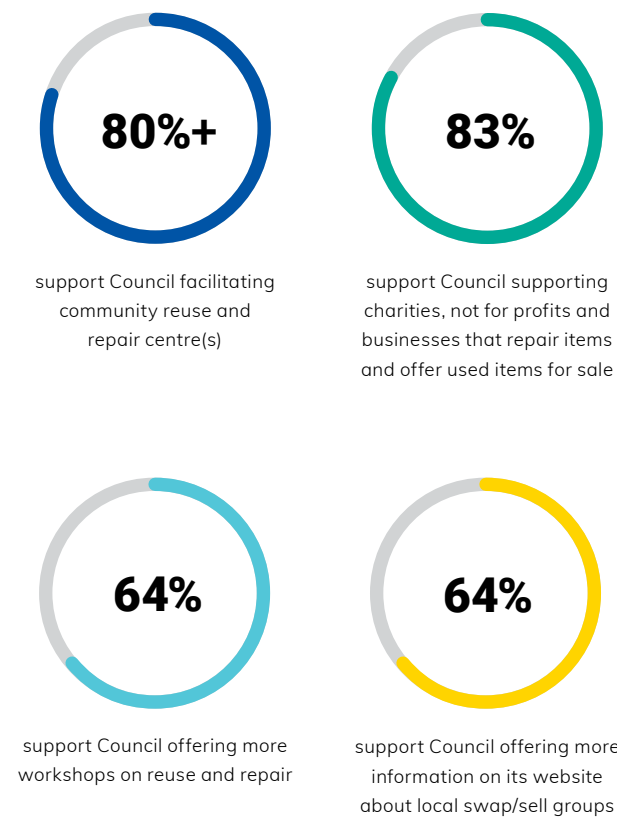 80%+
support Council facilitating
community reuse and
repair centre(s)
83%
support Council supporting
charities, not for profits and
businesses that repair items
and offer used items for sale
64%
support Council offering more
workshops on reuse and repair
64%
support Council offering more
information on its website
about local swap/sell groups